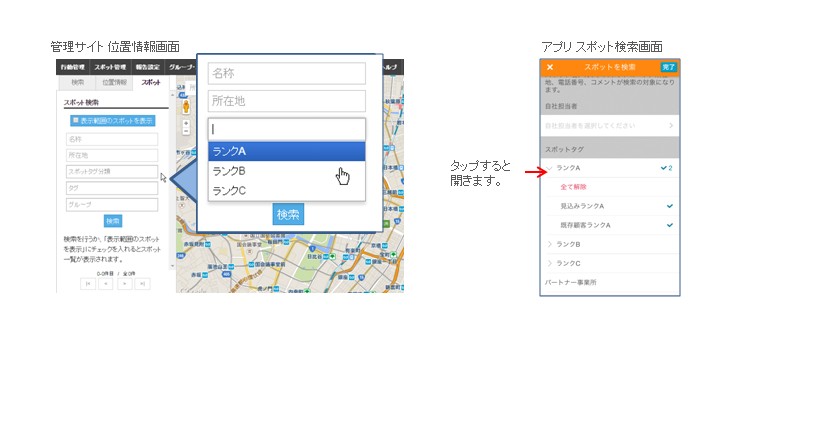 管理サイト 位置情報画面
行動管理 スポット管理 報告設定 グループ・
ヘルプ
検索 位置情報 スポット
スポット検索
表示範囲のスポットを表示
名称
所在地
スポットタグ分類
タグ
グループ
検索
検索を行うか、「表示範囲のスポット
を表示」にチェックを入れるとスポット
一覧が表示されます。
0-0件目 / 全0件
名称
所在地
ランクA
ランクB
ランクC
検索
アプリ スポット検索画面
スポットを検索
完了
地、電話番号、コメントが検索の対象になり
ます。
自社担当者
自社担当者を選択してください
スポットタグ
ランクA 2
全て解除
見込みランクA
既存顧客ランクA
ランクB
ランクC
パートナー事業所
タップすると
開きます。